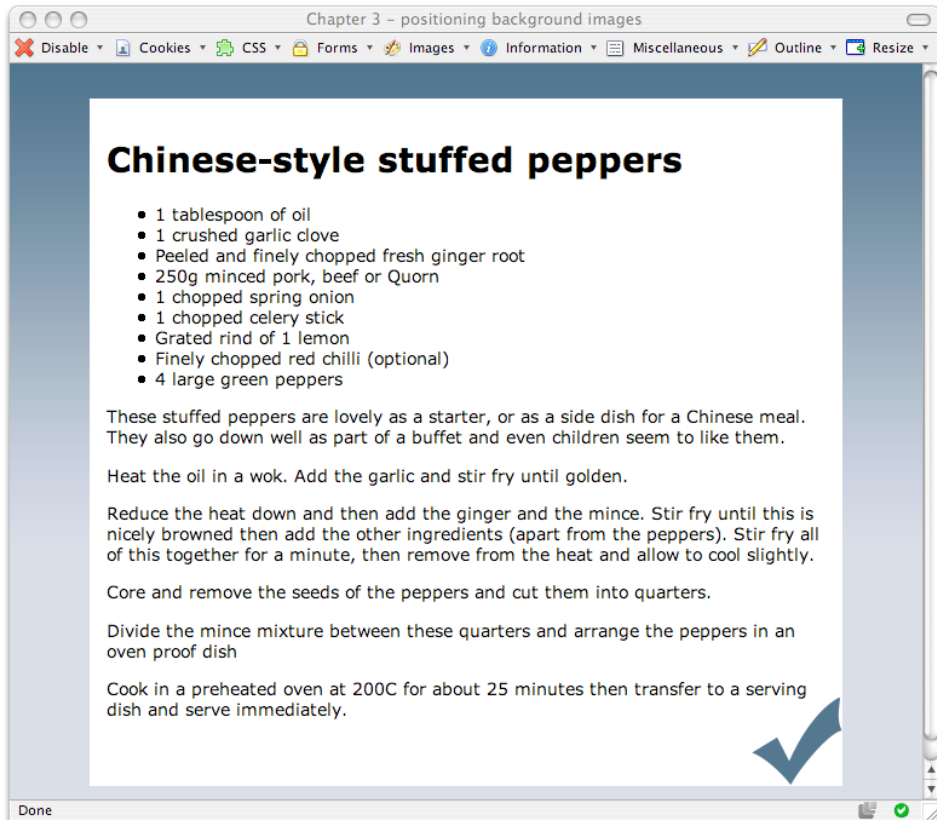 Chapter 3 – positioning background images
Disable Cookies CSS Forms Images Information Miscellaneous Outline Resize
Chinese-style stuffed peppers
1 tablespoon of oil
1 crushed garlic clove
Peeled and finely chopped fresh ginger root
250g minced pork, beef or Quorn
1 chopped spring onion
1 chopped celery stick
Grated rind of 1 lemon
Finely chopped red chilli (optional)
4 large green peppers
These stuffed peppers are lovely as a starter, or as a side dish for a Chinese meal.
They also go down well as part of a buffet and even children seem to like them.
Heat the oil in a wok. Add the garlic and stir fry until golden.
Reduce the heat down and then add the ginger and the mince. Stir fry until this is
nicely browned then add the other ingredients (apart from the peppers). Stir fry all
of this together for a minute, then remove from the heat and allow to cool slightly.
Core and remove the seeds of the peppers and cut them into quarters.
Divide the mince mixture between these quarters and arrange the peppers in an
oven proof dish
Cook in a preheated oven at 200C for about 25 minutes then transfer to a serving
dish and serve immediately.
Done